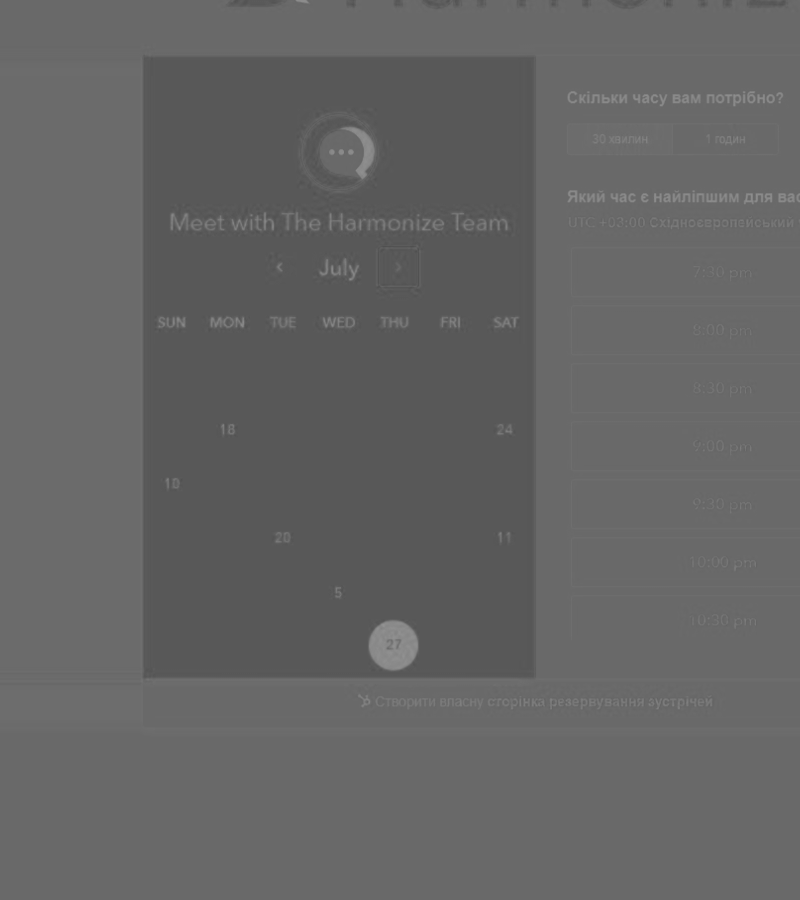 Meet with The Harmonize Team
July
SUN MON TUE WED THU FRI SAT
18 24
10
20 11
5
27
Скільки часу вам потрібно?
30 хвилин 1 годин
Який час є найліпшим для вас
UTC +03:00 Східноєвропейський
7:30 pm
8:00 pm
8:30 pm
9:00 pm
9:30 pm
10:00 pm
10:30 pm
Створити власну сторінка резервування зустрічей